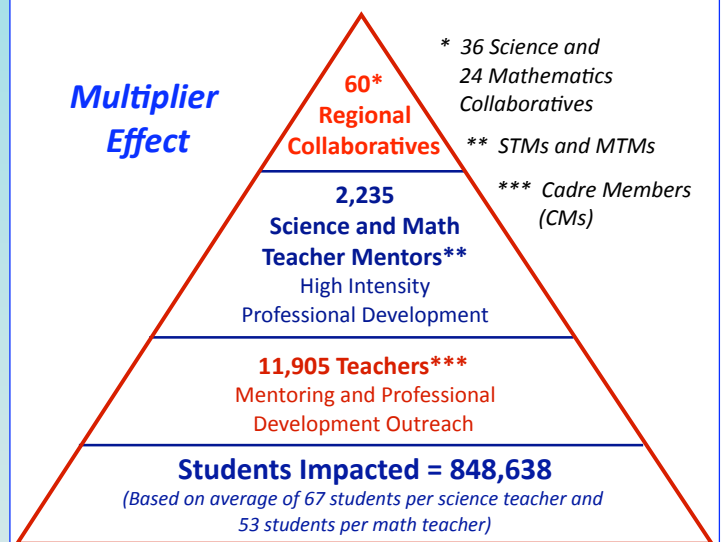 Multiplier
Effect
60*
Regional
Collaboratives
* 36 Science and
24 Mathematics
Collaboratives
** STMs and MTMs
*** Cadre Members
(CMs)
2,235
Science and Math
Teacher Mentors**
High Intensity
Professional Development
11,905 Teachers***
Mentoring and Professional
Development Outreach
Students Impacted = 848,638
(Based on average of 67 students per science teacher and
53 students per math teacher)